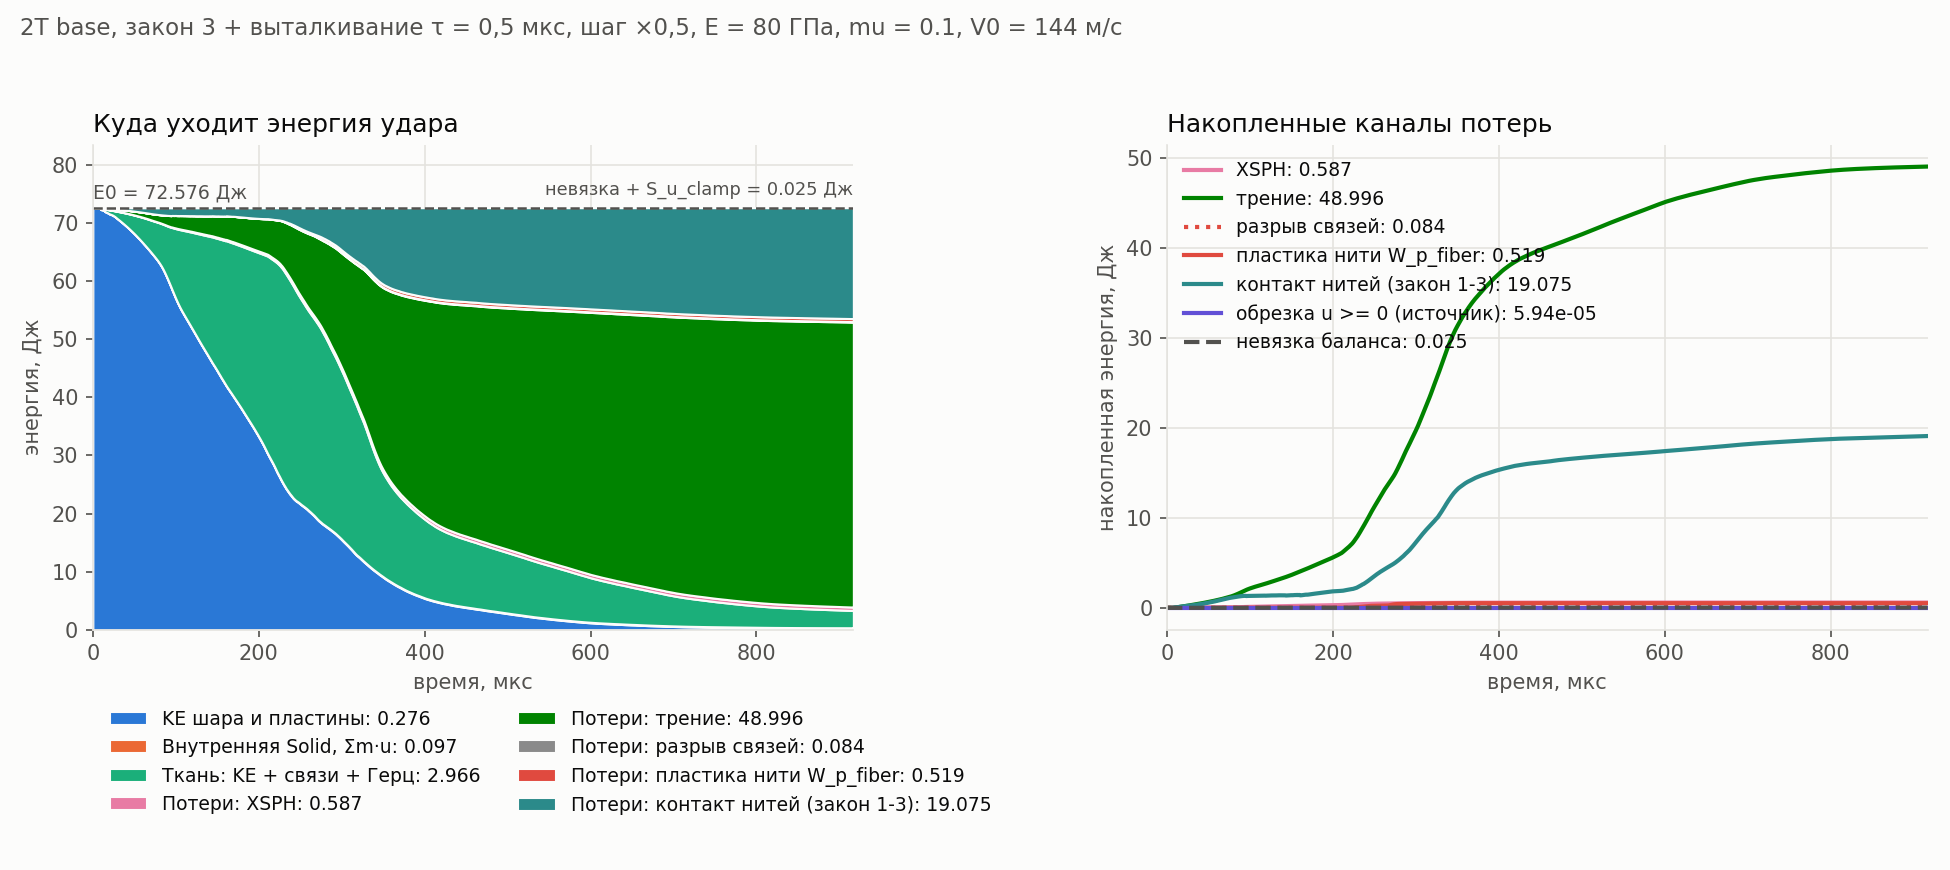 2T base, закон 3 + выталкивание τ = 0,5 мкс, шаг ×0,5, E = 80 ГПа, mu = 0.1, V0 = 144 м/с
Куда уходит энергия удара
E0 = 72.576 Дж
невязка + S_u_clamp = 0.025 Дж
энергия, Дж
80
70
60
50
40
30
20
10
0
0 200 400 600 800
время, мкс
KE шара и пластины: 0.276
Внутренняя Solid, Σm·u: 0.097
Ткань: KE + связи + Герц: 2.966
Потери: XSPH: 0.587
Потери: трение: 48.996
Потери: разрыв связей: 0.084
Потери: пластика нити W_p_fiber: 0.519
Потери: контакт нитей (закон 1-3): 19.075
Накопленные каналы потерь
накопленная энергия, Дж
50
40
30
20
10
0
XSPH: 0.587
трение: 48.996
разрыв связей: 0.084
пластика нити W_p_fiber: 0.519
контакт нитей (закон 1-3): 19.075
обрезка u >= 0 (источник): 5.94e-05
невязка баланса: 0.025
0 200 400 600 800
время, мкс